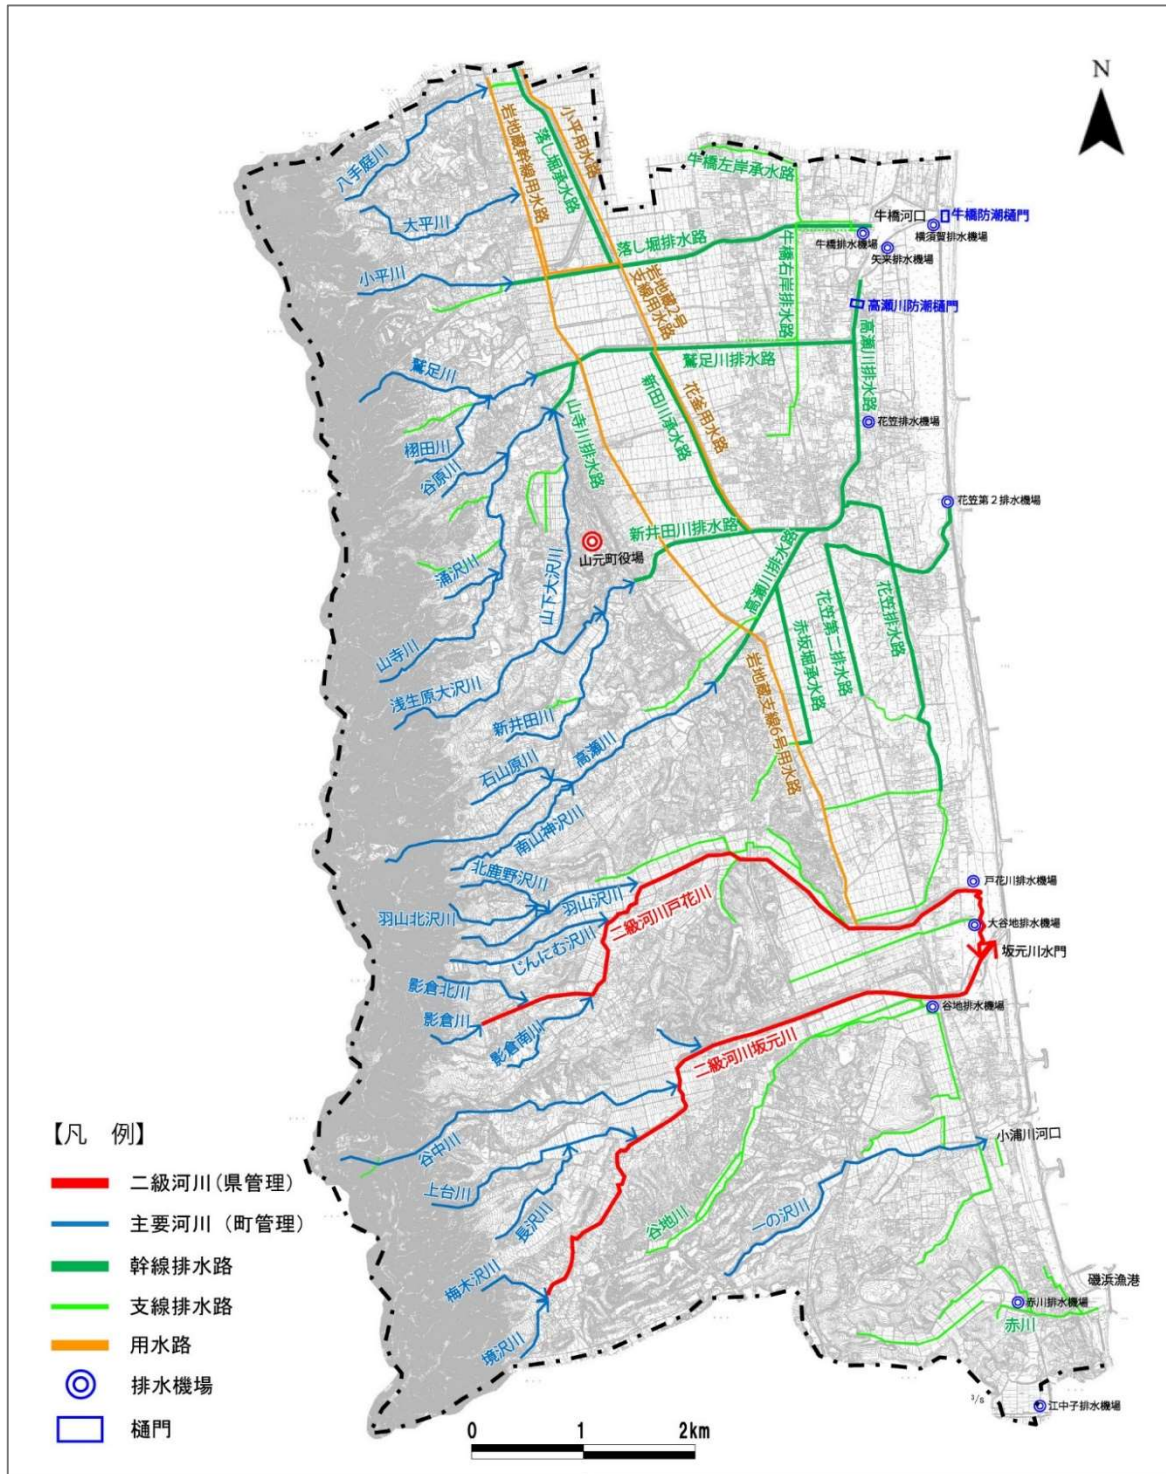 N
小平用水路
岩地蔵幹線用水路
落し堀承水路
八手庭川
牛橋左岸承水路
大平川
牛橋河口
牛橋防潮樋門
横須賀排水機場
牛橋排水機場
矢来排水機場
落し堀排水路
牛橋右岸排水路
小平川
岩地蔵2号
支線用水路
高瀬川防潮樋門
高瀬川排水路
鷲足川排水路
鷲足川
新田川承水路
花釜用水路
山寺川排水路
花笠排水機場
栩田川
谷原川
花笠第2排水機場
新井田川排水路
山元町役場
涌沢川
山下大沢川
高瀬川排水路
花笠第二排水路
花笠排水路
赤坂堀承水路
山寺川
浅生原大沢川
岩地蔵支線6号用水路
新井田川
高瀬川
石山原川
南山神沢川
北鹿野沢川
戸花川排水機場
羽山沢川
羽山北沢川
二級河川戸花川
大谷地排水機場
じんにむ沢川
坂元川水門
影倉北川
谷地排水機場
影倉川
影倉南川
二級河川坂元川
谷中川
小浦川河口
上台川
長沢川
谷地川
一の沢川
梅木沢川
境沢川
磯浜漁港
赤川排水機場
赤川
江中子排水機場
【凡 例】
二級河川(県管理)
主要河川(町管理)
幹線排水路
支線排水路
用水路
排水機場
樋門
0 1 2km